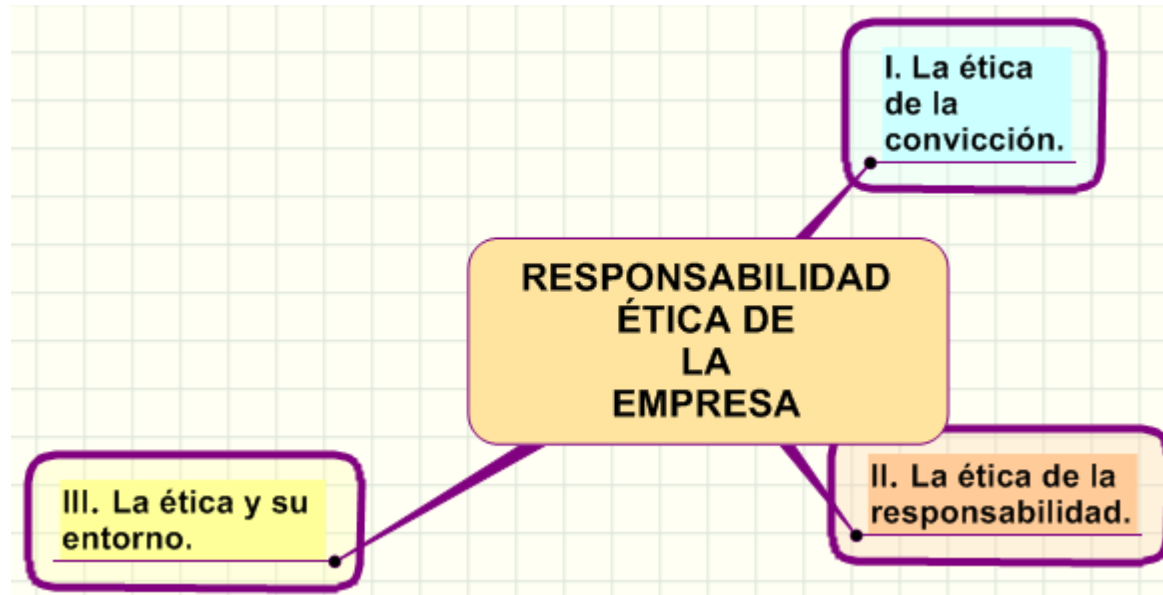 I. La ética
de la
convicción.
RESPONSABILIDAD
ÉTICA DE
LA
EMPRESA
II. La ética de la
responsabilidad.
III. La ética y su
entorno.